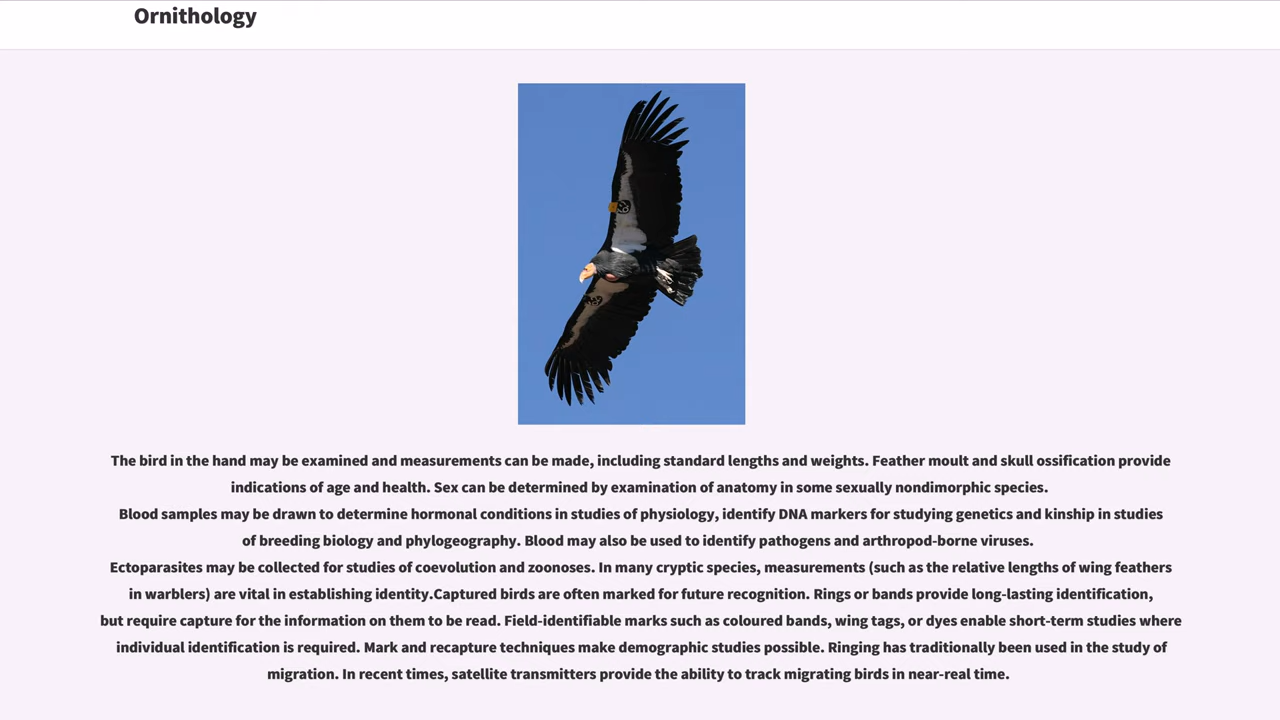 Ornithology
The bird in the hand may be examined and measurements can be made, including standard lengths and weights. Feather moult and skull ossification provide
indications of age and health. Sex can be determined by examination of anatomy in some sexually nondimorphic species.
Blood samples may be drawn to determine hormonal conditions in studies of physiology, identify DNA markers for studying genetics and kinship in studies
of breeding biology and phylogeography. Blood may also be used to identify pathogens and arthropod-borne viruses.
Ectoparasites may be collected for studies of coevolution and zoonoses. In many cryptic species, measurements (such as the relative lengths of wing feathers
in warblers) are vital in establishing identity.Captured birds are often marked for future recognition. Rings or bands provide long-lasting identification,
but require capture for the information on them to be read. Field-identifiable marks such as coloured bands, wing tags, or dyes enable short-term studies where
individual identification is required. Mark and recapture techniques make demographic studies possible. Ringing has traditionally been used in the study of
migration. In recent times, satellite transmitters provide the ability to track migrating birds in near-real time.